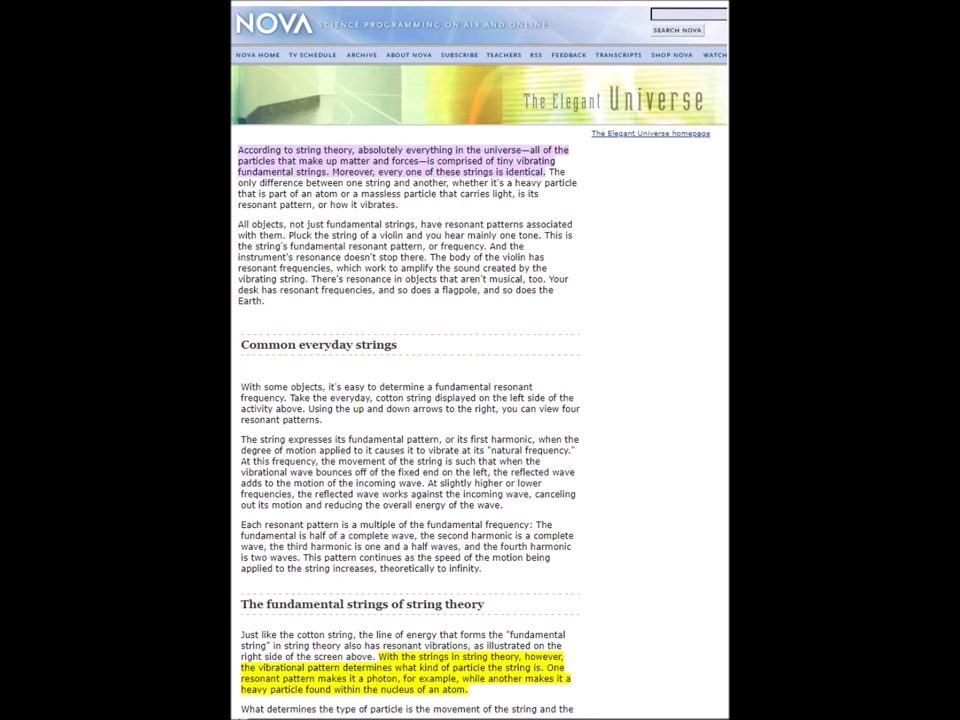 NOVA SCIENCE PROGRAMMING ON AIR AND ONLINE
SEARCH NOVA
NOVA HOME TV SCHEDULE ARCHIVE ABOUT NOVA SUBSCRIBE TEACHERS RSS FEEDBACK TRANSCRIPTS SHOP NOVA WATCH
The Elegant Universe
The Elegant Universe homepage
According to string theory, absolutely everything in the universe—all of the
particles that make up matter and forces—is comprised of tiny vibrating
fundamental strings. Moreover, every one of these strings is identical. The
only difference between one string and another, whether it's a heavy particle
that is part of an atom or a massless particle that carries light, is its
resonant pattern, or how it vibrates.
All objects, not just fundamental strings, have resonant patterns associated
with them. Pluck the string of a violin and you hear mainly one tone. This is
the string's fundamental resonant pattern, or frequency. And the
instrument's resonance doesn't stop there. The body of the violin has
resonant frequencies, which work to amplify the sound created by the
vibrating string. There's resonance in objects that aren't musical, too. Your
desk has resonant frequencies, and so does a flagpole, and so does the
Earth.
Common everyday strings
With some objects, it's easy to determine a fundamental resonant
frequency. Take the everyday, cotton string displayed on the left side of the
activity above. Using the up and down arrows to the right, you can view four
resonant patterns.
The string expresses its fundamental pattern, or its first harmonic, when the
degree of motion applied to it causes it to vibrate at its "natural frequency."
At this frequency, the movement of the string is such that when the
vibrational wave bounces off of the fixed end on the left, the reflected wave
adds to the motion of the incoming wave. At slightly higher or lower
frequencies, the reflected wave works against the incoming wave, canceling
out its motion and reducing the overall energy of the wave.
Each resonant pattern is a multiple of the fundamental frequency: The
fundamental is half of a complete wave, the second harmonic is a complete
wave, the third harmonic is one and a half waves, and the fourth harmonic
is two waves. This pattern continues as the speed of the motion being
applied to the string increases, theoretically to infinity.
The fundamental strings of string theory
Just like the cotton string, the line of energy that forms the "fundamental
string" in string theory also has resonant vibrations, as illustrated on the
right side of the screen above. With the strings in string theory, however,
the vibrational pattern determines what kind of particle the string is. One
resonant pattern makes it a photon, for example, while another makes it a
heavy particle found within the nucleus of an atom.
What determines the type of particle is the movement of the string and the